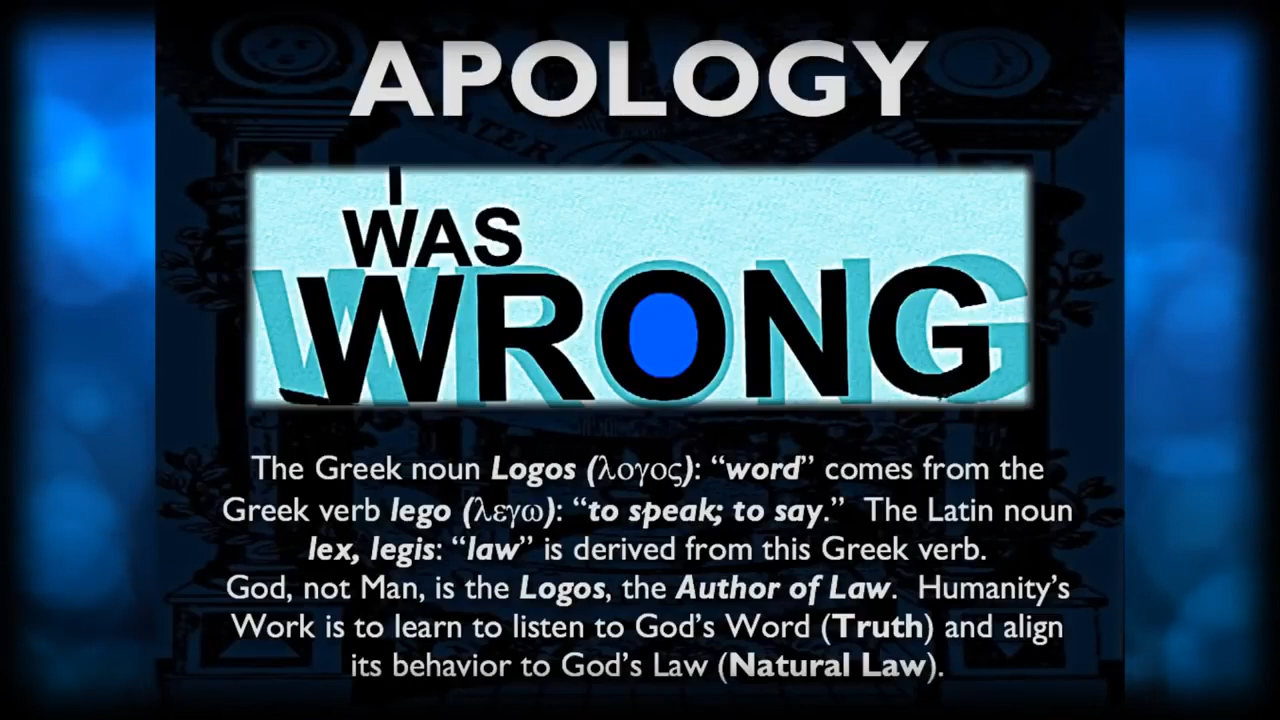 APOLOGY
I
WAS
WRONG
The Greek noun Logos (λογος): “word” comes from the
Greek verb lego (λεγω): “to speak; to say.” The Latin noun
lex, legis: “law” is derived from this Greek verb.
God, not Man, is the Logos, the Author of Law. Humanity’s
Work is to learn to listen to God’s Word (Truth) and align
its behavior to God’s Law (Natural Law).